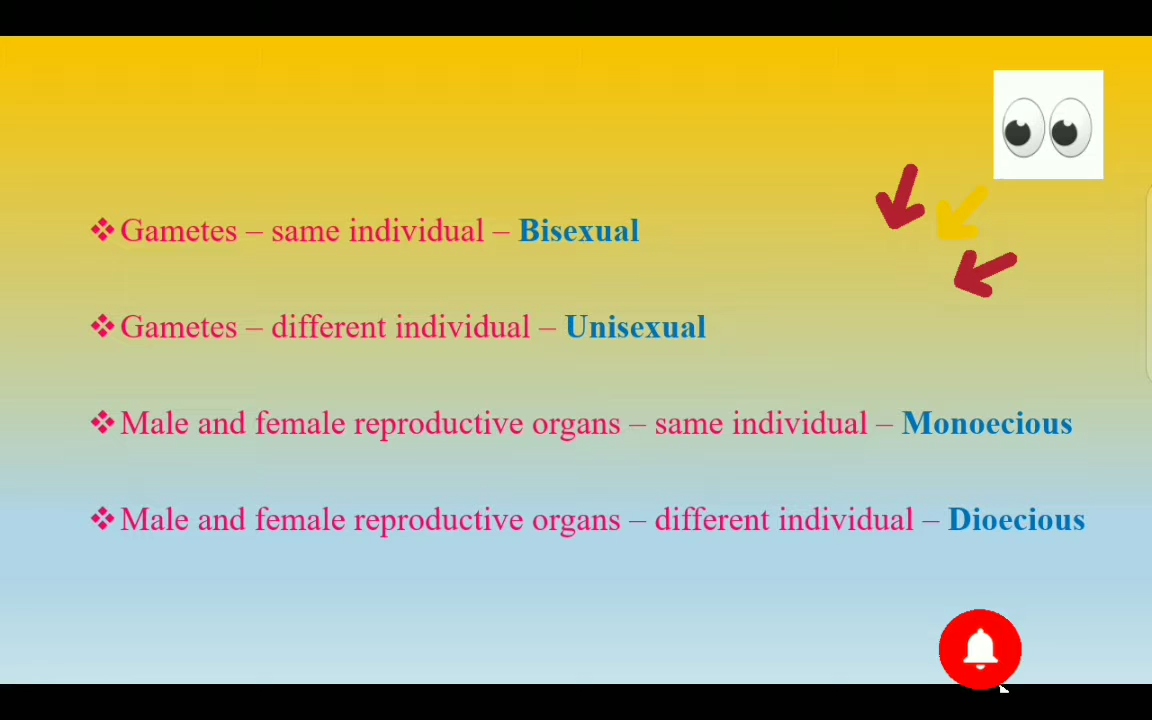 ❖Gametes – same individual – Bisexual
❖Gametes – different individual – Unisexual
❖Male and female reproductive organs – same individual – Monoecious
❖Male and female reproductive organs – different individual – Dioecious